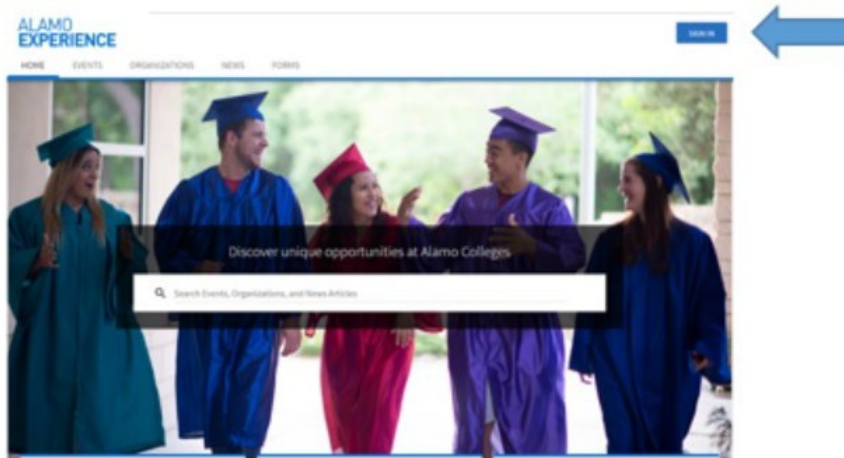 ALAMO
EXPERIENCE
SIGN IN
HOME EVENTS ORGANIZATIONS NEWS FORMS
Discover unique opportunities at Alamo Colleges
Search Events, Organizations, and News Articles